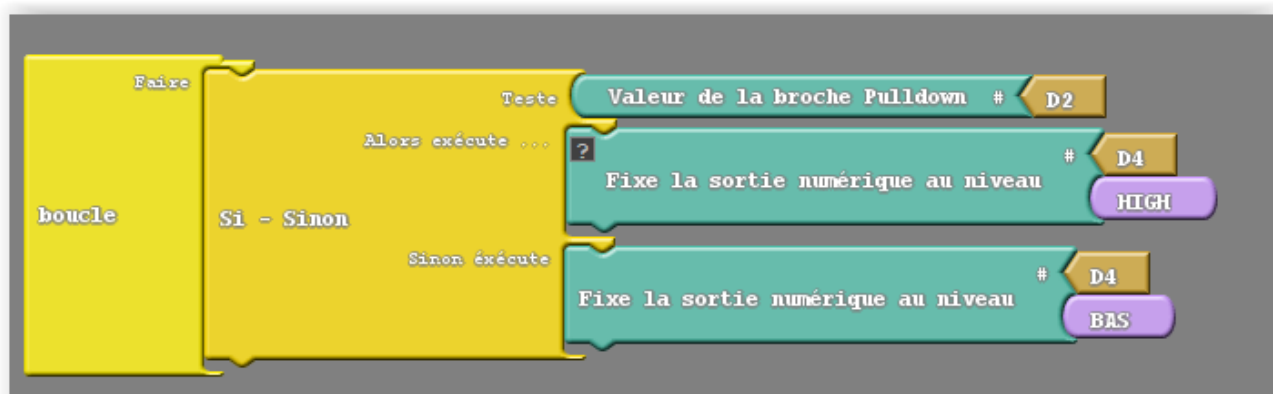 Faire
Teste
Valeur de la broche Pulldown # D2
Alors exécute ...
?
# D4
Fixe la sortie numérique au niveau
HIGH
boucle
Si - Sinon
Sinon éxécute
# D4
Fixe la sortie numérique au niveau
BAS